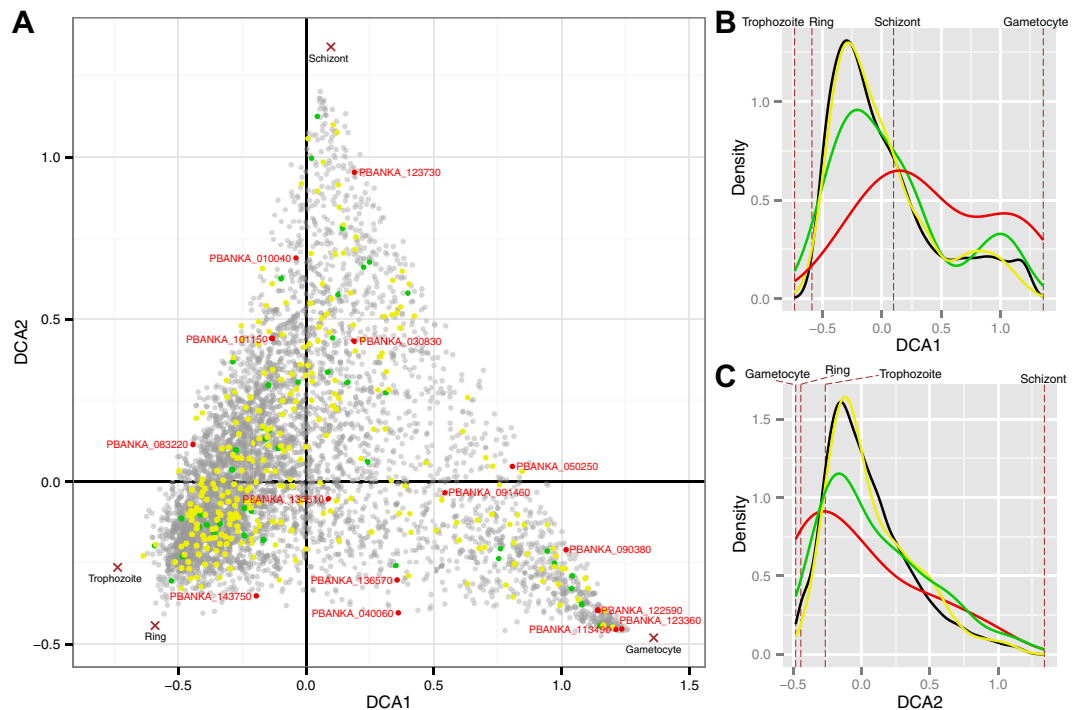 A
Schizont
PBANKA_123730
PBANKA_010040
PBANKA_101150
PBANKA_030830
PBANKA_083220
PBANKA_050250
PBANKA_091460
PBANKA_133510
PBANKA_090380
Trophozoite
PBANKA_136570
PBANKA_143750
PBANKA_040060
PBANKA_122590
PBANKA_123360
PBANKA_113490
Ring
Gametocyte
1.0
0.5
0.0
−0.5
DCA2
−0.5 0.0 0.5 1.0 1.5
DCA1
B
Trophozoite Ring Schizont Gametocyte
1.0
0.5
0.0
Density
−0.5 0.0 0.5 1.0
DCA1
C
Gametocyte Ring Trophozoite Schizont
1.5
1.0
0.5
0.0
Density
−0.5 0.0 0.5 1.0
DCA2